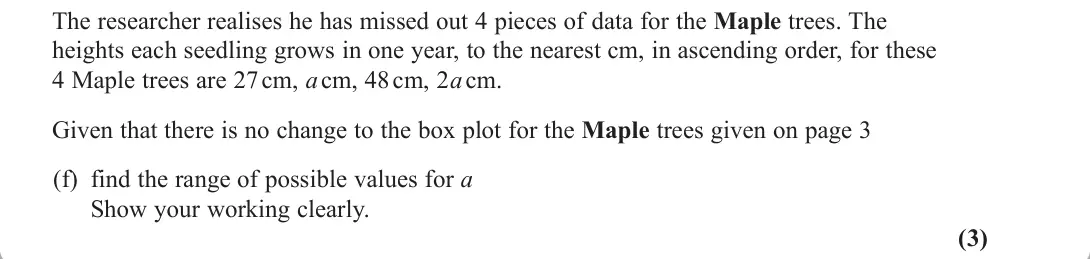 The researcher realises he has missed out 4 pieces of data for the Maple trees. The
heights each seedling grows in one year, to the nearest cm, in ascending order, for these
4 Maple trees are 27 cm, a cm, 48 cm, 2a cm.
Given that there is no change to the box plot for the Maple trees given on page 3
(f) find the range of possible values for a
Show your working clearly.
(3)